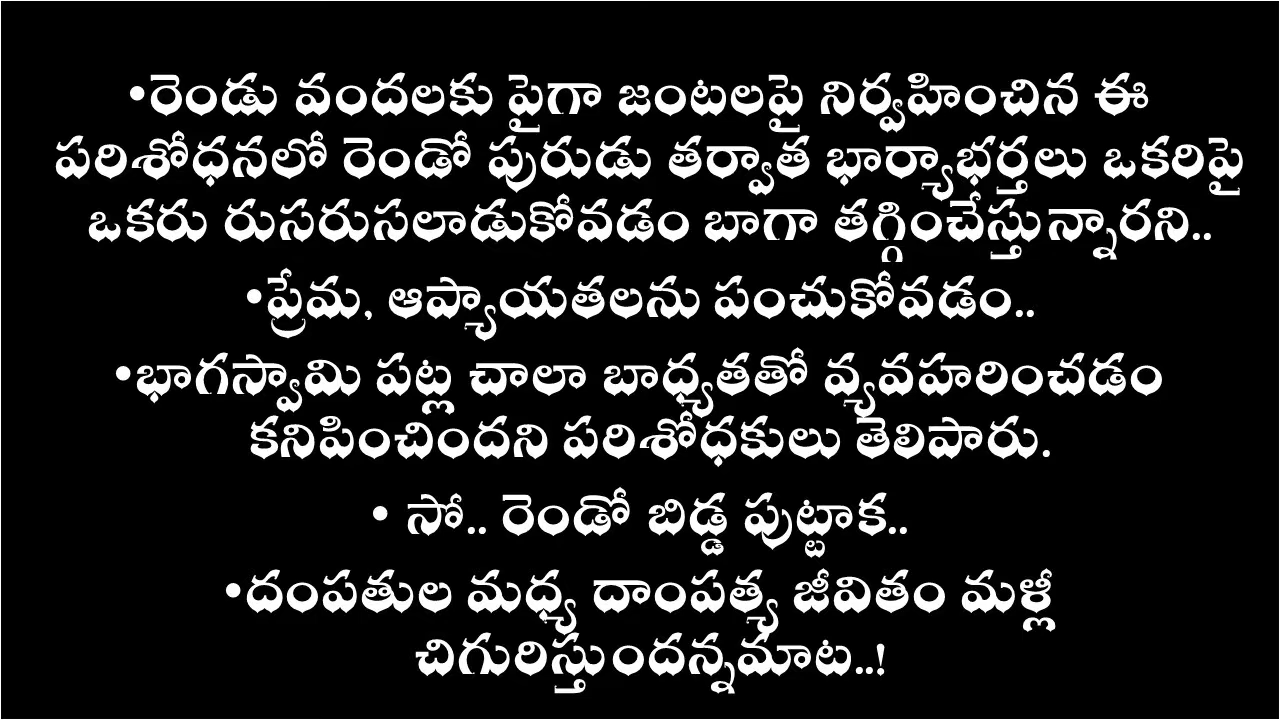 •రెండు వందలకు పైగా జంటలపై నిర్వహించిన ఈ
పరిశోధనలో రెండో పురుడు తర్వాత భార్యాభర్తలు ఒకరిపై
ఒకరు రుసరుసలాడుకోవడం బాగా తగ్గించేస్తున్నారని..
•ప్రేమ, ఆప్యాయతలను పంచుకోవడం..
•భాగస్వామి పట్ల చాలా బాధ్యతతో వ్యవహరించడం
కనిపించిందని పరిశోధకులు తెలిపారు.
• సో.. రెండో బిడ్డ పుట్టాక..
•దంపతుల మధ్య దాంపత్య జీవితం మళ్లీ
చిగురిస్తుందన్నమాట..!